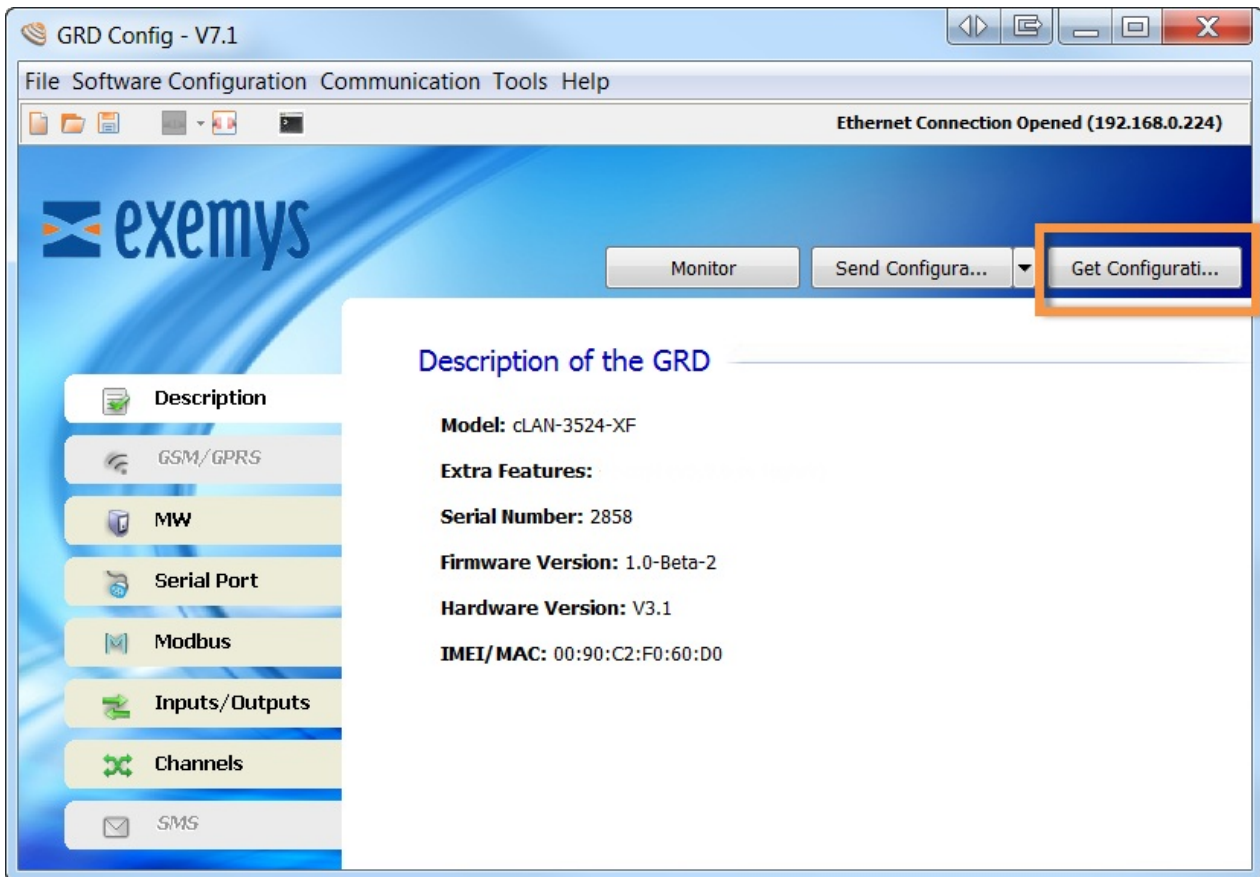 GRD Config - V7.1
File Software Configuration Communication Tools Help
Ethernet Connection Opened (192.168.0.224)
exemys
Monitor
Send Configura...
Get Configurati...
Description of the GRD
Description
Model: cLAN-3524-XF
GSM/GPRS
Extra Features:
MW
Serial Number: 2858
Firmware Version: 1.0-Beta-2
Serial Port
Hardware Version: V3.1
Modbus
IMEI/MAC: 00:90:C2:F0:60:D0
Inputs/Outputs
Channels
SMS